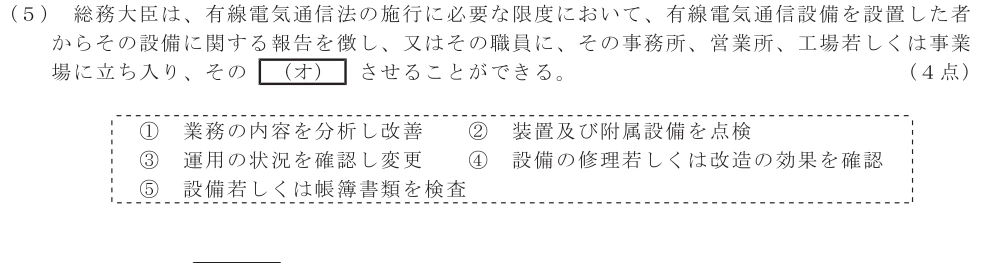 （５）　総務大臣は、有線電気通信法の施行に必要な限度において、有線電気通信設備を設置した者
からその設備に関する報告を徴し、又はその職員に、その事務所、営業所、工場若しくは事業
場に立ち入り、その （オ） させることができる。　（４点）
①　業務の内容を分析し改善　②　装置及び附属設備を点検
③　運用の状況を確認し変更　④　設備の修理若しくは改造の効果を確認
⑤　設備若しくは帳簿書類を検査